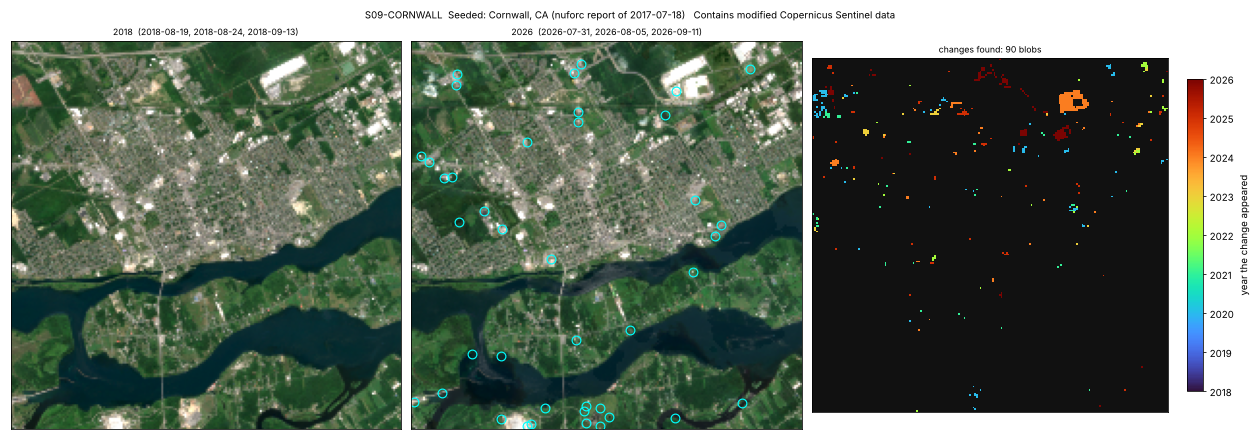 S09-CORNWALL  Seeded: Cornwall, CA (nuforc report of 2017-07-18)   Contains modified Copernicus Sentinel data
2018  (2018-08-19, 2018-08-24, 2018-09-13)
2026  (2026-07-31, 2026-08-05, 2026-09-11)
changes found: 90 blobs
2026
2025
2024
2023
2022
2021
2020
2019
2018
year the change appeared